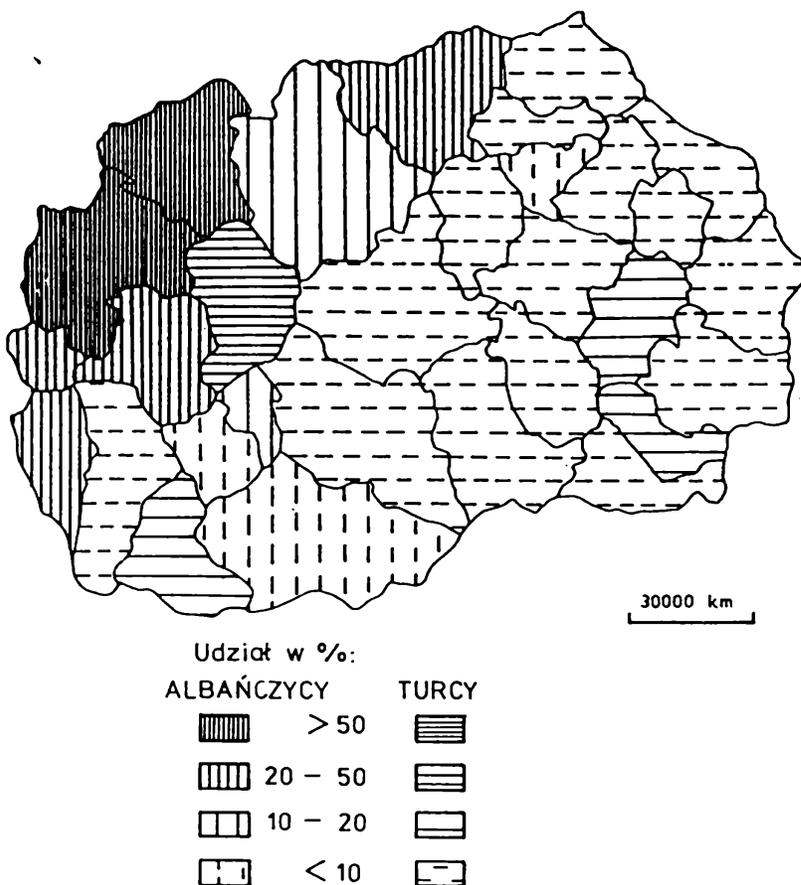 30000 km
Udział w %:
ALBAŃCZYCY TURCY
> 50
20 – 50
10 – 20
< 10